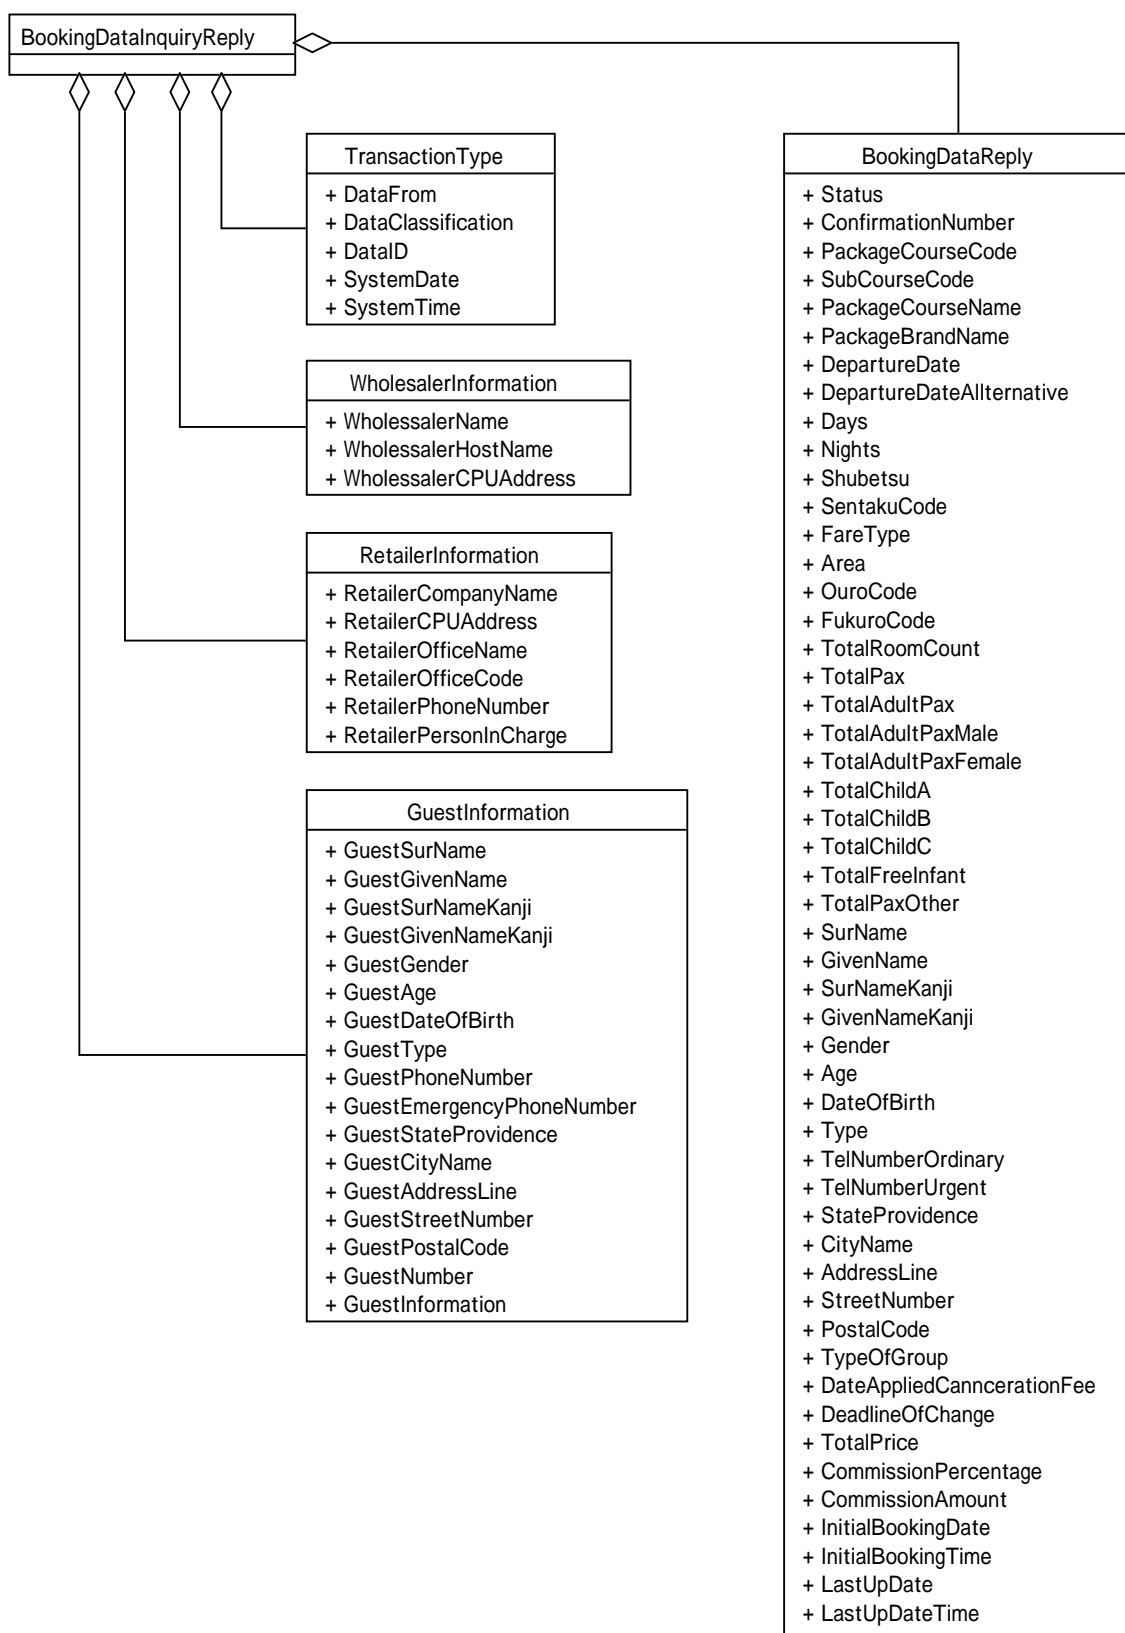 BookingDataInquiryReply
TransactionType
+ DataFrom
+ DataClassification
+ DataID
+ SystemDate
+ SystemTime
WholesalerInformation
+ WholessalerName
+ WholessalerHostName
+ WholessalerCPUAddress
RetailerInformation
+ RetailerCompanyName
+ RetailerCPUAddress
+ RetailerOfficeName
+ RetailerOfficeCode
+ RetailerPhoneNumber
+ RetailerPersonInCharge
GuestInformation
+ GuestSurName
+ GuestGivenName
+ GuestSurNameKanji
+ GuestGivenNameKanji
+ GuestGender
+ GuestAge
+ GuestDateOfBirth
+ GuestType
+ GuestPhoneNumber
+ GuestEmergencyPhoneNumber
+ GuestStateProvidence
+ GuestCityName
+ GuestAddressLine
+ GuestStreetNumber
+ GuestPostalCode
+ GuestNumber
+ GuestInformation
BookingDataReply
+ Status
+ ConfirmationNumber
+ PackageCourseCode
+ SubCourseCode
+ PackageCourseName
+ PackageBrandName
+ DepartureDate
+ DepartureDateAllternative
+ Days
+ Nights
+ Shubetsu
+ SentakuCode
+ FareType
+ Area
+ OuroCode
+ FukuroCode
+ TotalRoomCount
+ TotalPax
+ TotalAdultPax
+ TotalAdultPaxMale
+ TotalAdultPaxFemale
+ TotalChildA
+ TotalChildB
+ TotalChildC
+ TotalFreeInfant
+ TotalPaxOther
+ SurName
+ GivenName
+ SurNameKanji
+ GivenNameKanji
+ Gender
+ Age
+ DateOfBirth
+ Type
+ TelNumberOrdinary
+ TelNumberUrgent
+ StateProvidence
+ CityName
+ AddressLine
+ StreetNumber
+ PostalCode
+ TypeOfGroup
+ DateAppliedCanncerationFee
+ DeadlineOfChange
+ TotalPrice
+ CommissionPercentage
+ CommissionAmount
+ InitialBookingDate
+ InitialBookingTime
+ LastUpDate
+ LastUpDateTime